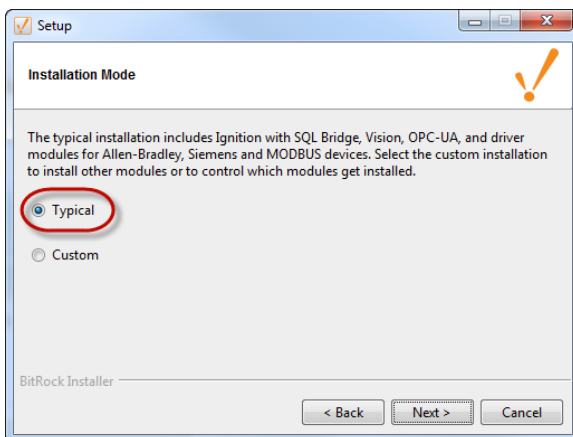 Setup
Installation Mode
The typical installation includes Ignition with SQL Bridge, Vision, OPC-UA, and driver
modules for Allen-Bradley, Siemens and MODBUS devices. Select the custom installation
to install other modules or to control which modules get installed.
Typical
Custom
BitRock Installer
< Back Next > Cancel